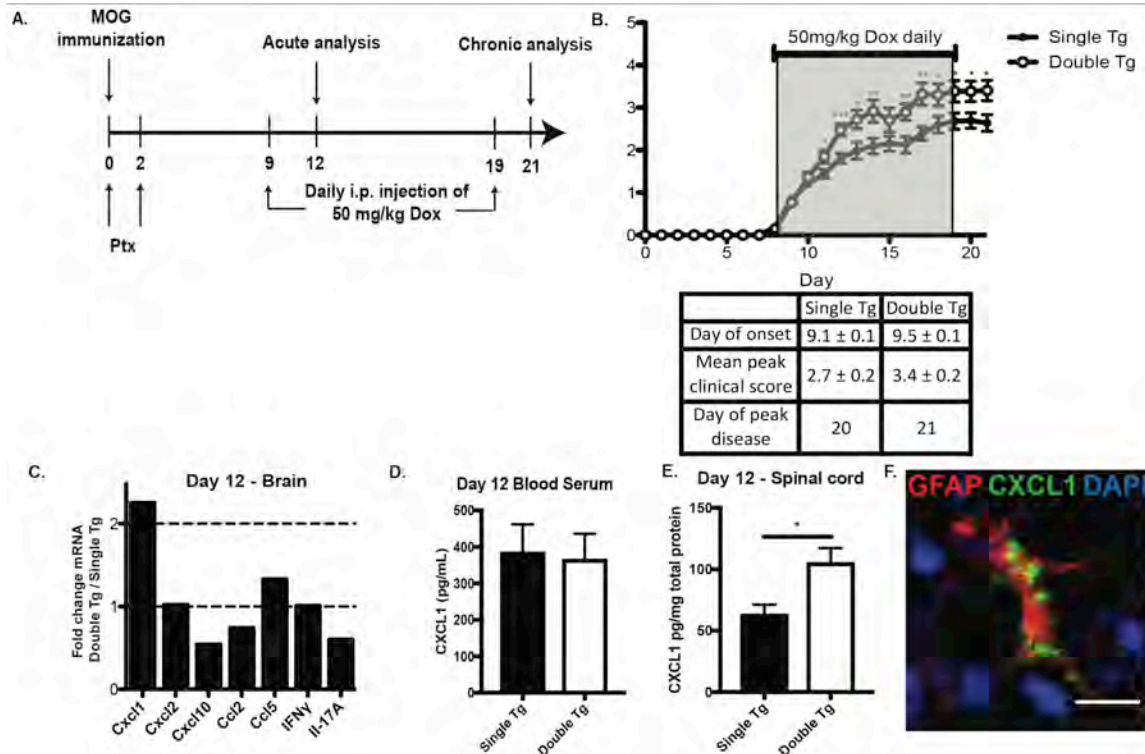 A.
MOG
immunization
Acute analysis
Chronic analysis
0
2
9
12
19
21
Daily i.p. injection of
50 mg/kg Dox
Ptx
B.
50mg/kg Dox daily
Single Tg
Double Tg
5
4
3
2
1
0
0
5
10
15
20
Day
Single Tg Double Tg
Day of onset 9.1 ± 0.1 9.5 ± 0.1
Mean peak
clinical score 2.7 ± 0.2 3.4 ± 0.2
Day of peak
disease 20 21
C.
Day 12 - Brain
Fold change mRNA
Double Tg / Single Tg
2
1
0
Cxcl1
Cxcl2
Cxcl10
Ccl2
Ccl5
IFNγ
Il-17A
D.
Day 12 Blood Serum
CXCL1 (pg/mL)
600
500
400
300
200
100
0
Single Tg
Double Tg
E.
Day 12 - Spinal cord
CXCL1 pg/mg total protein
150
100
50
0
*
Single Tg
Double Tg
F.
GFAP CXCL1 DAPI